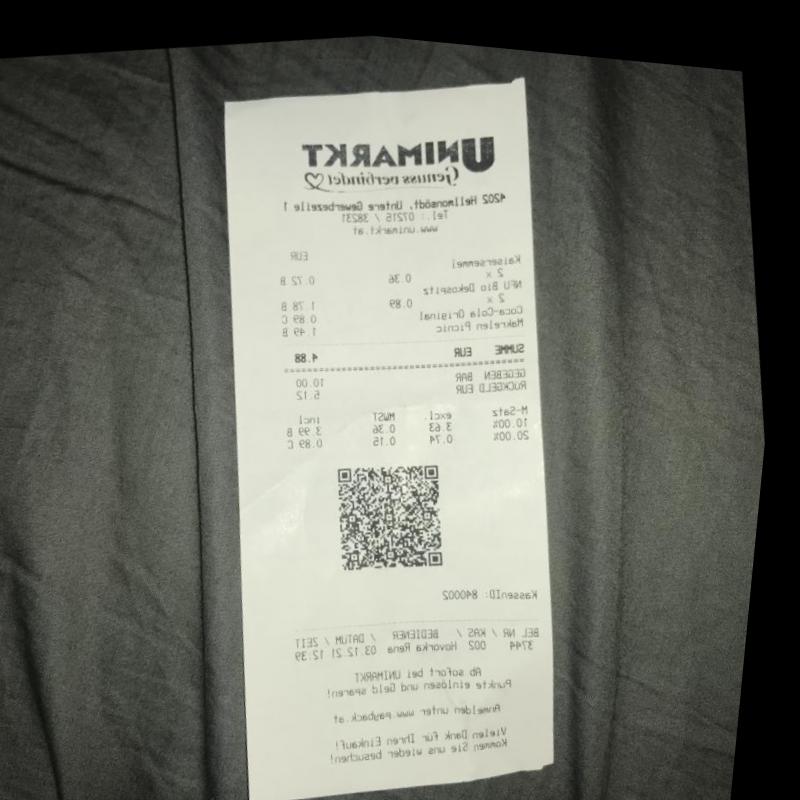 UNIMARKT
Genuss verbindet
4202 Hellmonsödt, Untere Gewerbezeile 1
Tel.: 07215 / 38231
www.unimarkt.at
EUR
Kaisersemmel
2 x 0.36 0.72 B
NFU Bio Dekospitz
2 x 0.89 1.78 B
Coca-Cola Original 0.89 C
Makrelen Picnic 1.49 B
SUMME EUR 4.88
GEGEBEN BAR 10.00
RÜCKGELD EUR 5.12
M-Satz excl. MWST incl
10.00% 3.63 0.36 3.99 B
20.00% 0.74 0.15 0.89 C
KassenID: 840002
BEL NR / KAS / BEDIENER / DATUM / ZEIT
3744 002 Hovorka Rena 03.12.21 12:39
Ab sofort bei UNIMARKT
Punkte einlösen und Geld sparen!
Anmelden unter www.payback.at
Vielen Dank für Ihren Einkauf!
Kommen Sie uns wieder besuchen!